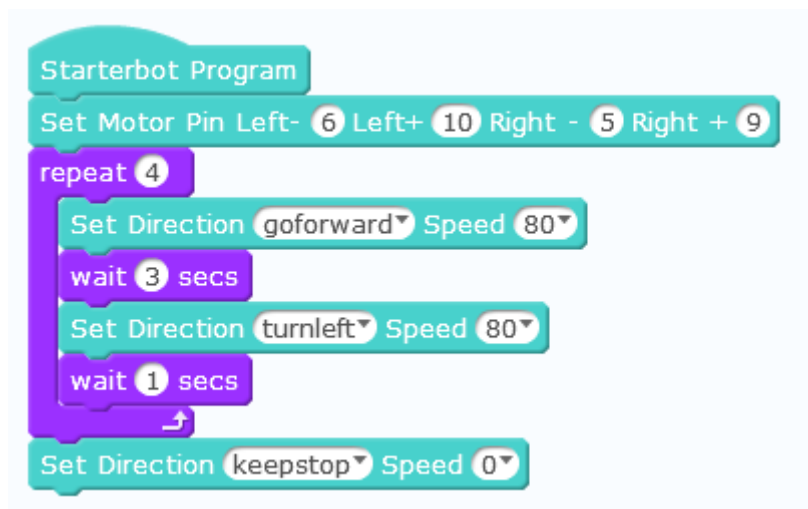 Starterbot Program
Set Motor Pin Left- 6 Left+ 10 Right - 5 Right + 9
repeat 4
Set Direction goforward Speed 80
wait 3 secs
Set Direction turnleft Speed 80
wait 1 secs
Set Direction keepstop Speed 0